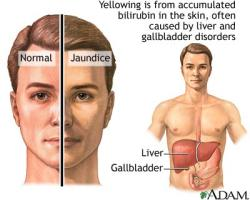 Yellowing is from accumulated
bilirubin in the skin, often
caused by liver and
gallbladder disorders
Normal
Jaundice
Liver
Gallbladder
ADAM.